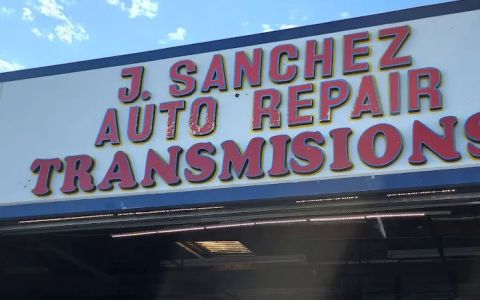 J. SANCHEZ
AUTO REPAIR
TRANSMISIONS